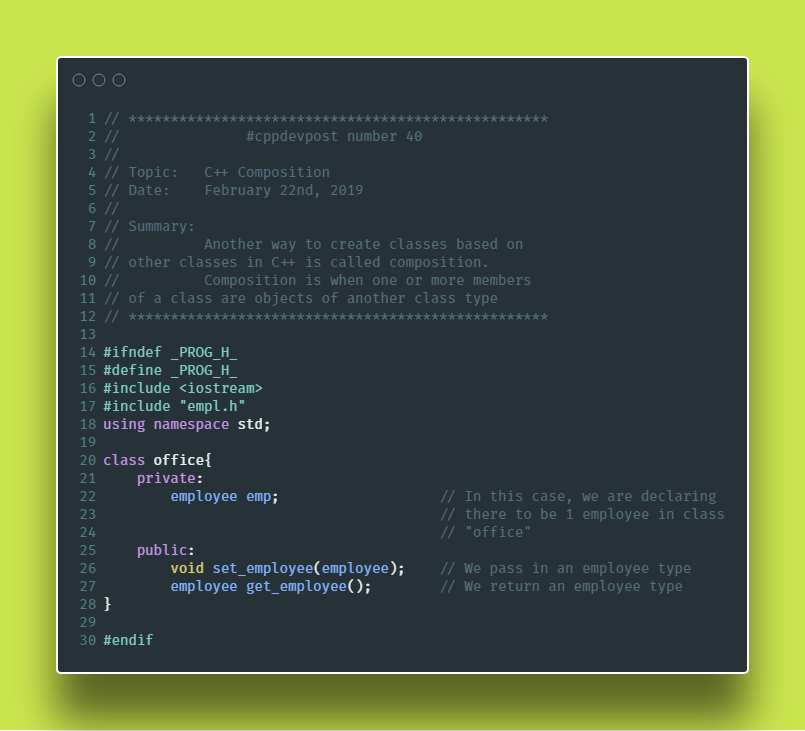 1 // **************************************************
2 //               #cppdevpost number 40
3 //
4 // Topic:   C++ Composition
5 // Date:    February 22nd, 2019
6 //
7 // Summary:
8 //          Another way to create classes based on
9 // other classes in C++ is called composition.
10 //          Composition is when one or more members
11 // of a class are objects of another class type
12 // **************************************************
13
14 #ifndef _PROG_H_
15 #define _PROG_H_
16 #include <iostream>
17 #include "empl.h"
18 using namespace std;
19
20 class office{
21     private:
22         employee emp;                   // In this case, we are declaring
23                                         // there to be 1 employee in class
24                                         // "office"
25     public:
26         void set_employee(employee);    // We pass in an employee type
27         employee get_employee();        // We return an employee type
28 }
29
30 #endif